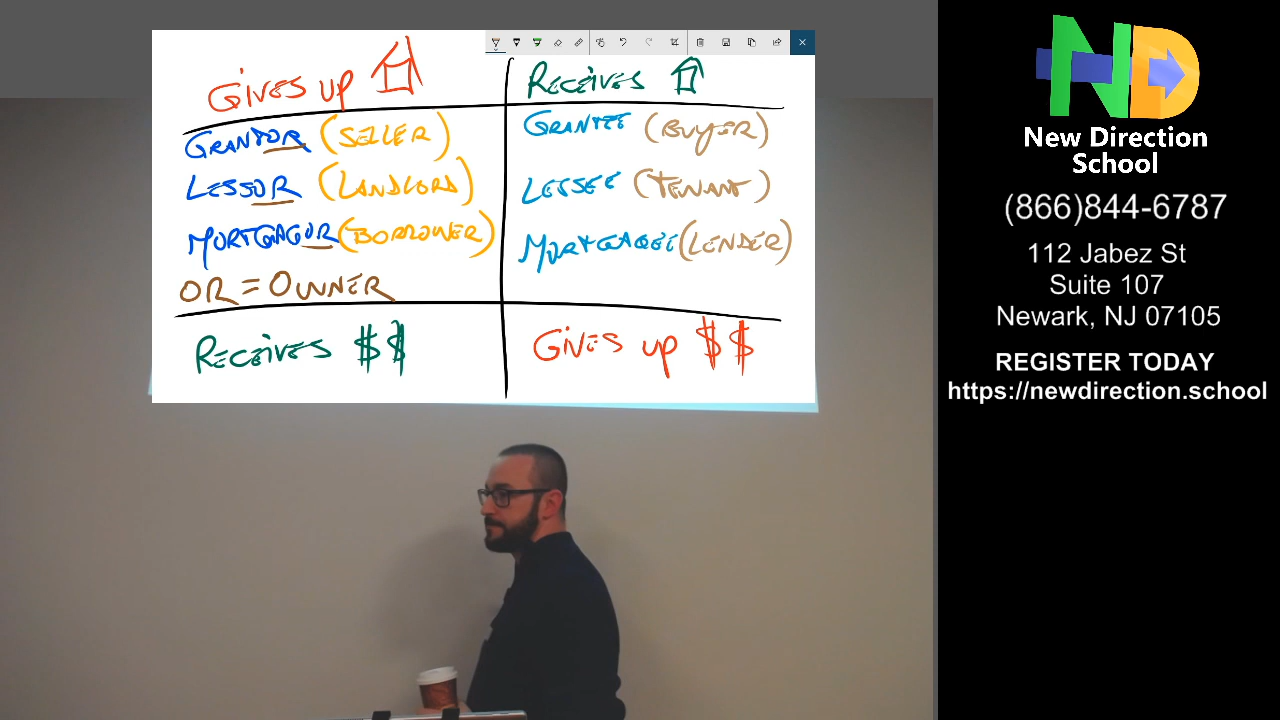 GIVES UP
RECEIVES
GRANTOR (SELLER)
GRANTEE (BUYER)
LESSOR (LANDLORD)
LESSEE (TENANT)
MORTGAGOR (BORROWER)
MORTGAGEE (LENDER)
OR = OWNER
RECEIVES $$
GIVES UP $$
ND
New Direction
School
(866)844-6787
112 Jabez St
Suite 107
Newark, NJ 07105
REGISTER TODAY
https://newdirection.school